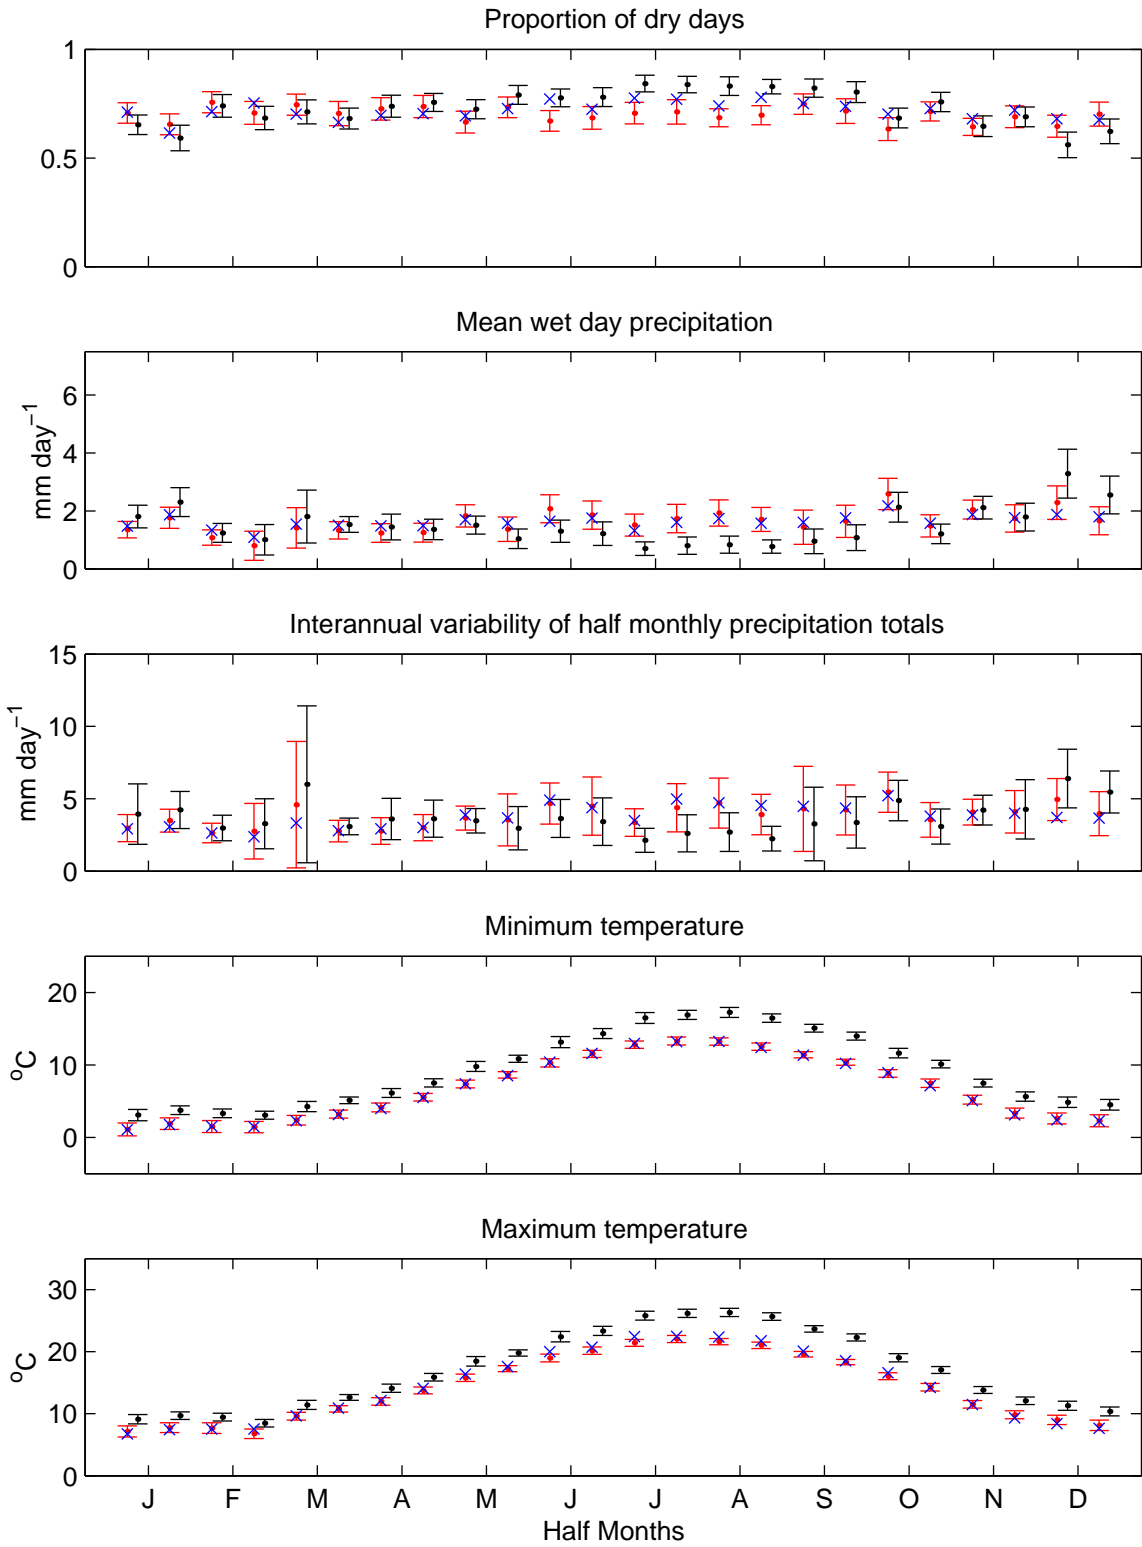 Proportion of dry days
1
0.5
0
Mean wet day precipitation
6
4
2
0
mm day⁻¹
Interannual variability of half monthly precipitation totals
15
10
5
0
mm day⁻¹
Minimum temperature
20
10
0
°C
Maximum temperature
30
20
10
0
°C
J F M A M J J A S O N D
Half Months